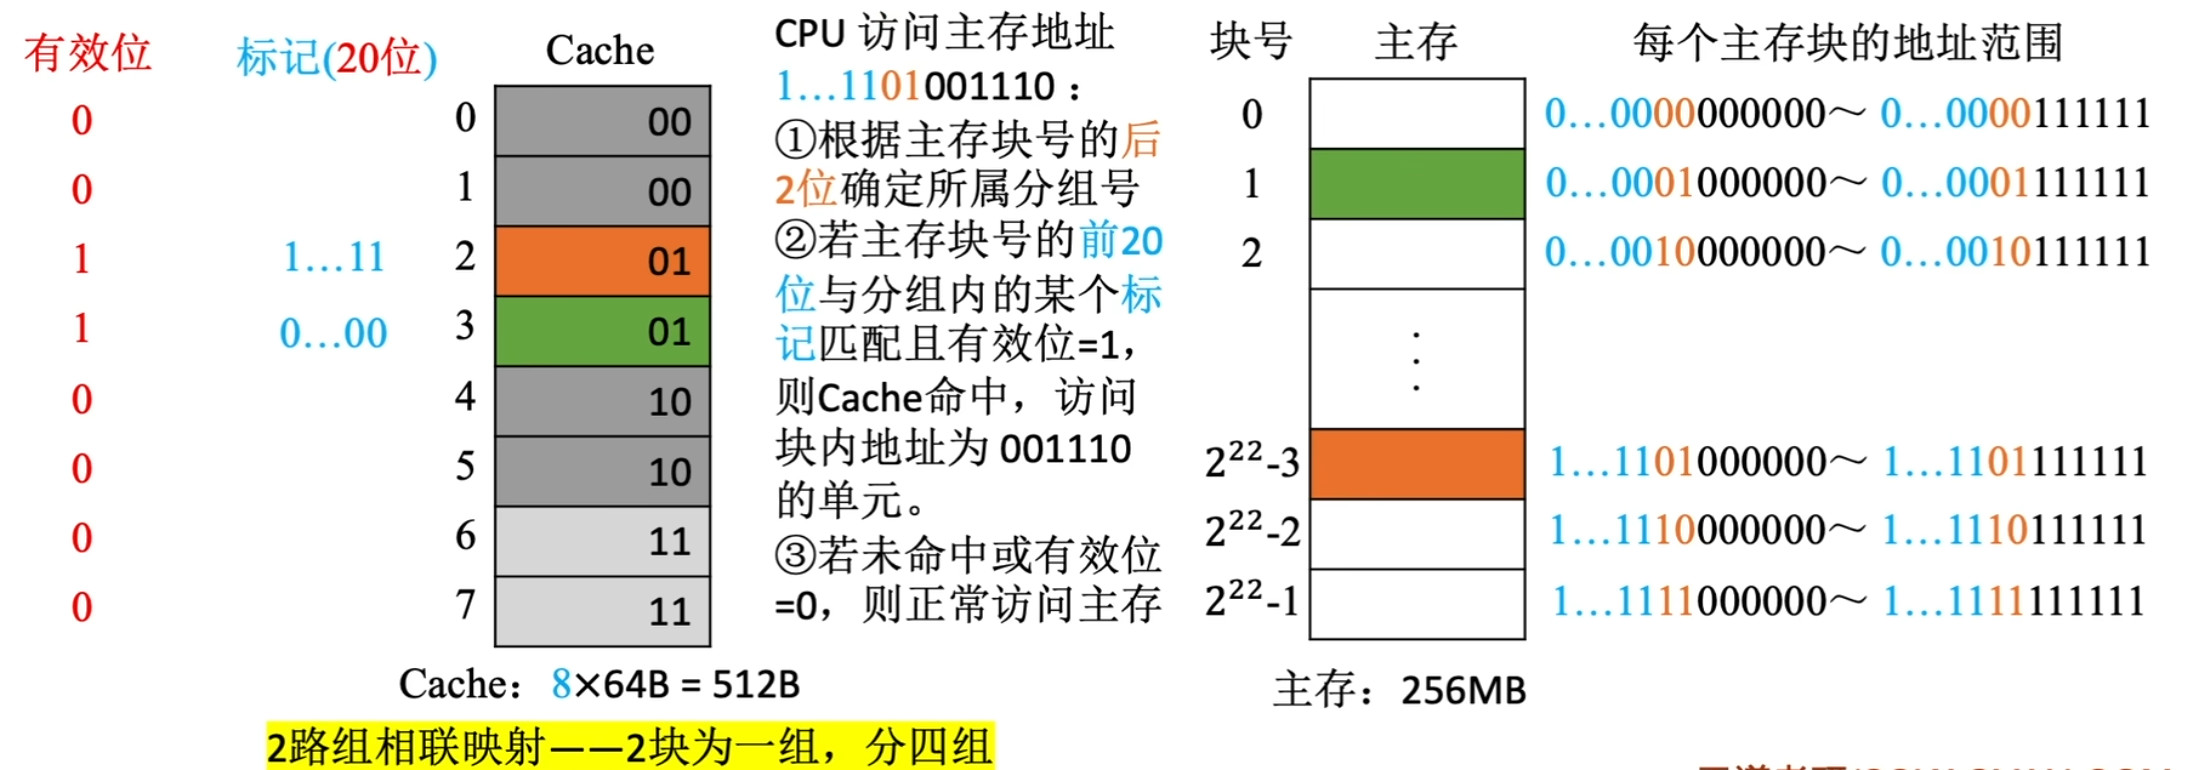 有效位 标记(20位) Cache
0 0 00
0 1 00
1 1…11 2 01
1 0…00 3 01
0 4 10
0 5 10
0 6 11
0 7 11
Cache：8×64B = 512B
2路组相联映射——2块为一组，分四组
CPU 访问主存地址
1…1101001110：
①根据主存块号的后
2位确定所属分组号
②若主存块号的前20
位与分组内的某个标
记匹配且有效位=1，
则Cache命中，访问
块内地址为 001110
的单元。
③若未命中或有效位
=0，则正常访问主存
块号 主存 每个主存块的地址范围
0 0…0000000000～ 0…0000111111
1 0…0001000000～ 0…0001111111
2 0…0010000000～ 0…0010111111
⋮
2²²-3 1…1101000000～ 1…1101111111
2²²-2 1…1110000000～ 1…1110111111
2²²-1 1…1111000000～ 1…1111111111
主存：256MB